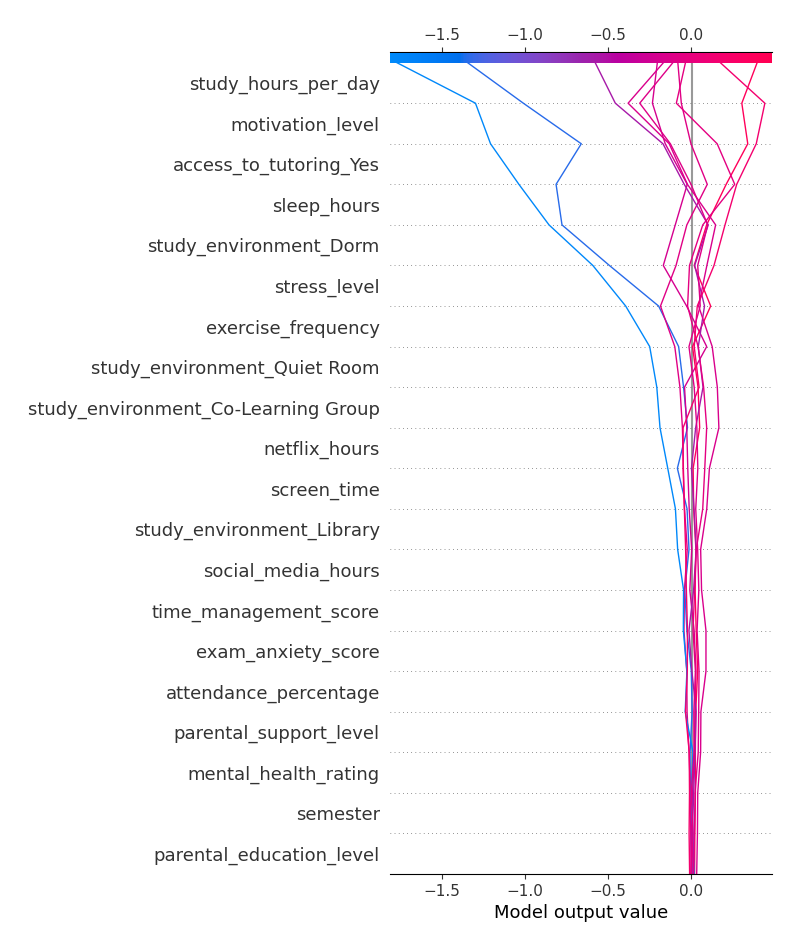 −1.5 −1.0 −0.5 0.0
study_hours_per_day
motivation_level
access_to_tutoring_Yes
sleep_hours
study_environment_Dorm
stress_level
exercise_frequency
study_environment_Quiet Room
study_environment_Co-Learning Group
netflix_hours
screen_time
study_environment_Library
social_media_hours
time_management_score
exam_anxiety_score
attendance_percentage
parental_support_level
mental_health_rating
semester
parental_education_level
−1.5 −1.0 −0.5 0.0
Model output value